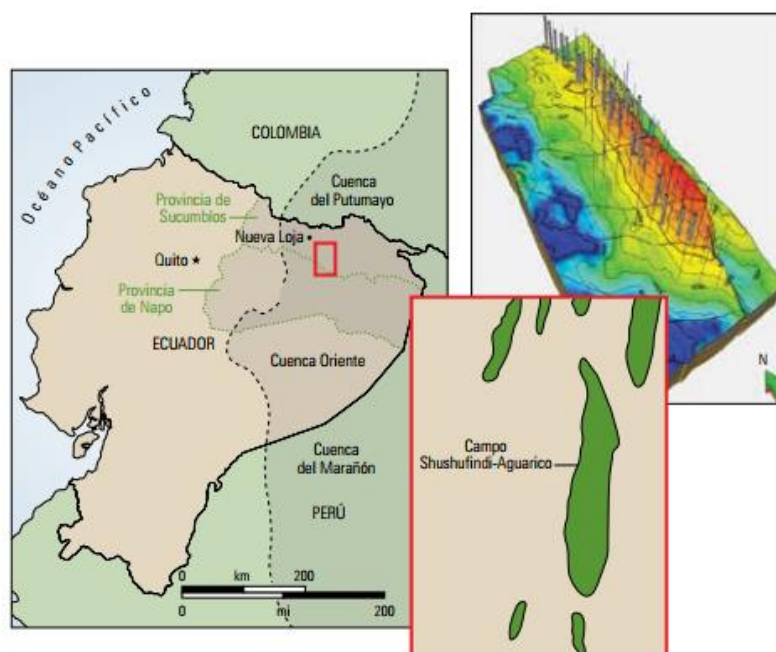 Océano Pacífico
COLOMBIA
Cuenca
del Putumayo
Provincia de
Sucumbíos
Nueva Loja
Quito
Provincia
de Napo
ECUADOR
Cuenca Oriente
Cuenca
del Marañón
PERÚ
0 km 200
0 mi 200
N
Campo
Shushufindi-Aguarico